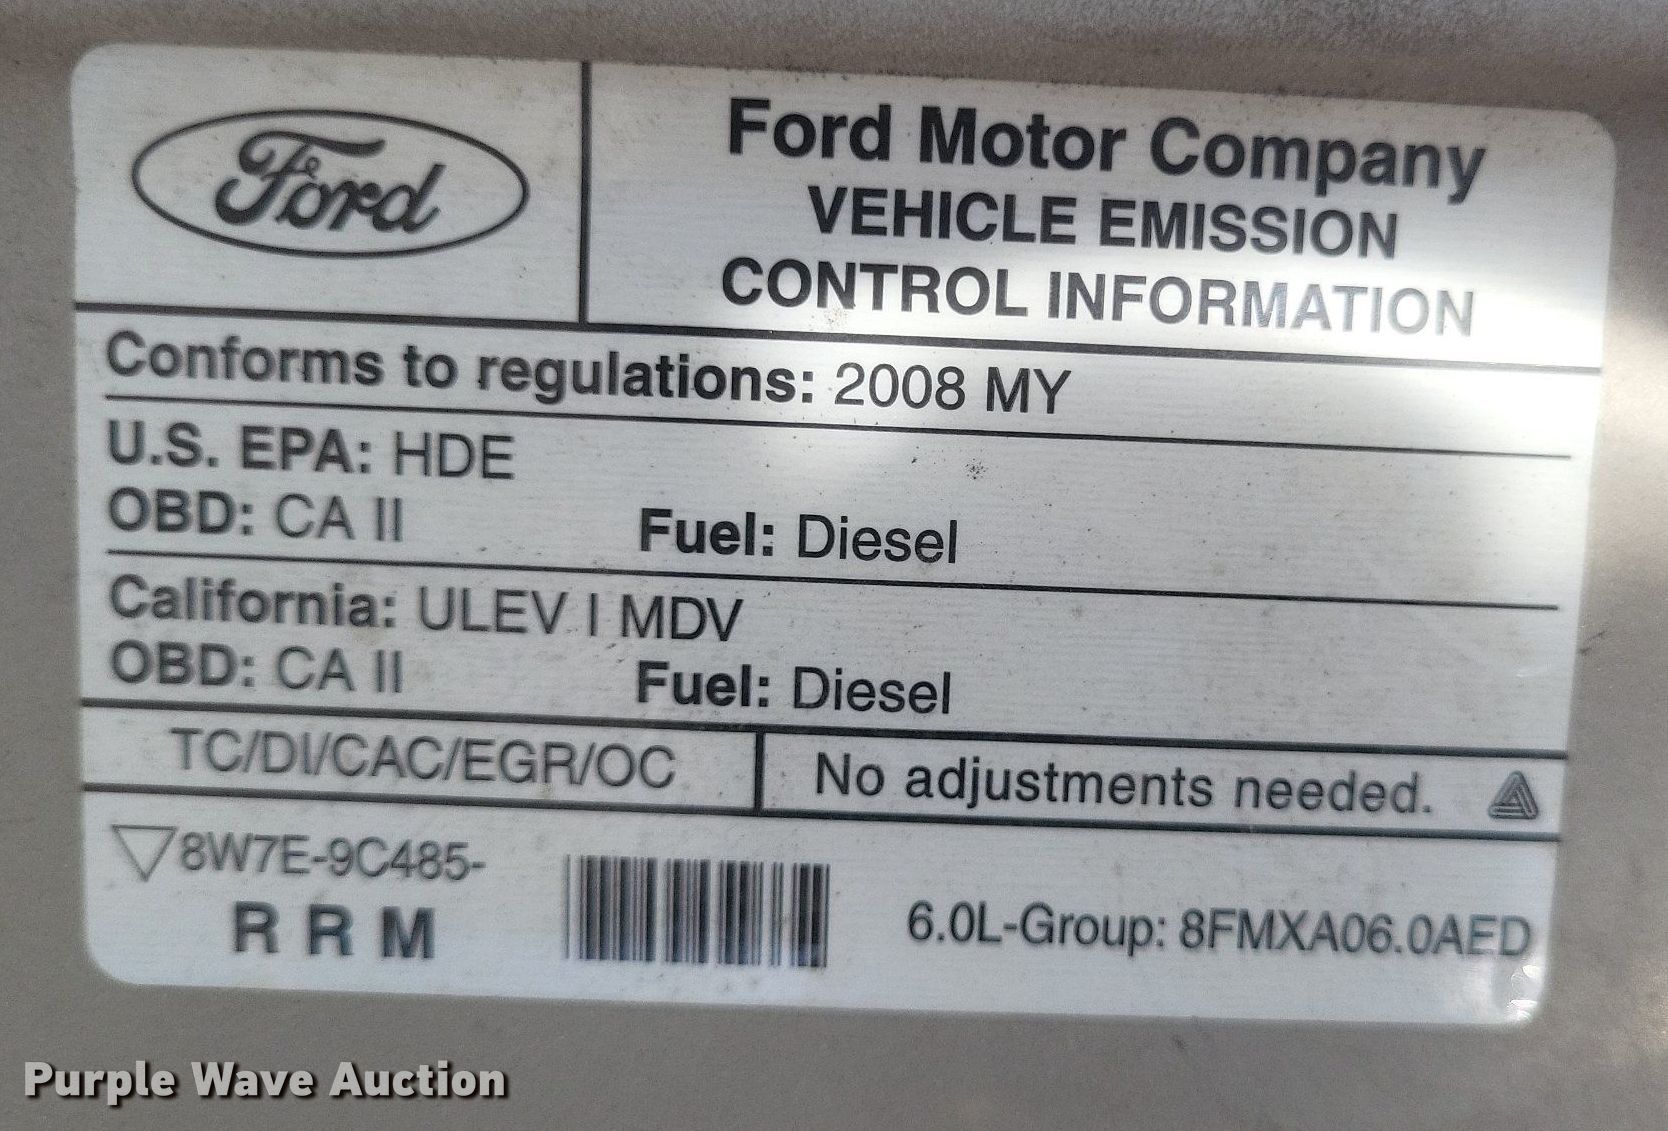 Ford
Ford Motor Company
VEHICLE EMISSION
CONTROL INFORMATION
Conforms to regulations: 2008 MY
U.S. EPA: HDE
OBD: CA II Fuel: Diesel
California: ULEV I MDV
OBD: CA II Fuel: Diesel
TC/DI/CAC/EGR/OC No adjustments needed.
8W7E-9C485-
R R M
6.0L-Group: 8FMXA06.0AED
Purple Wave Auction